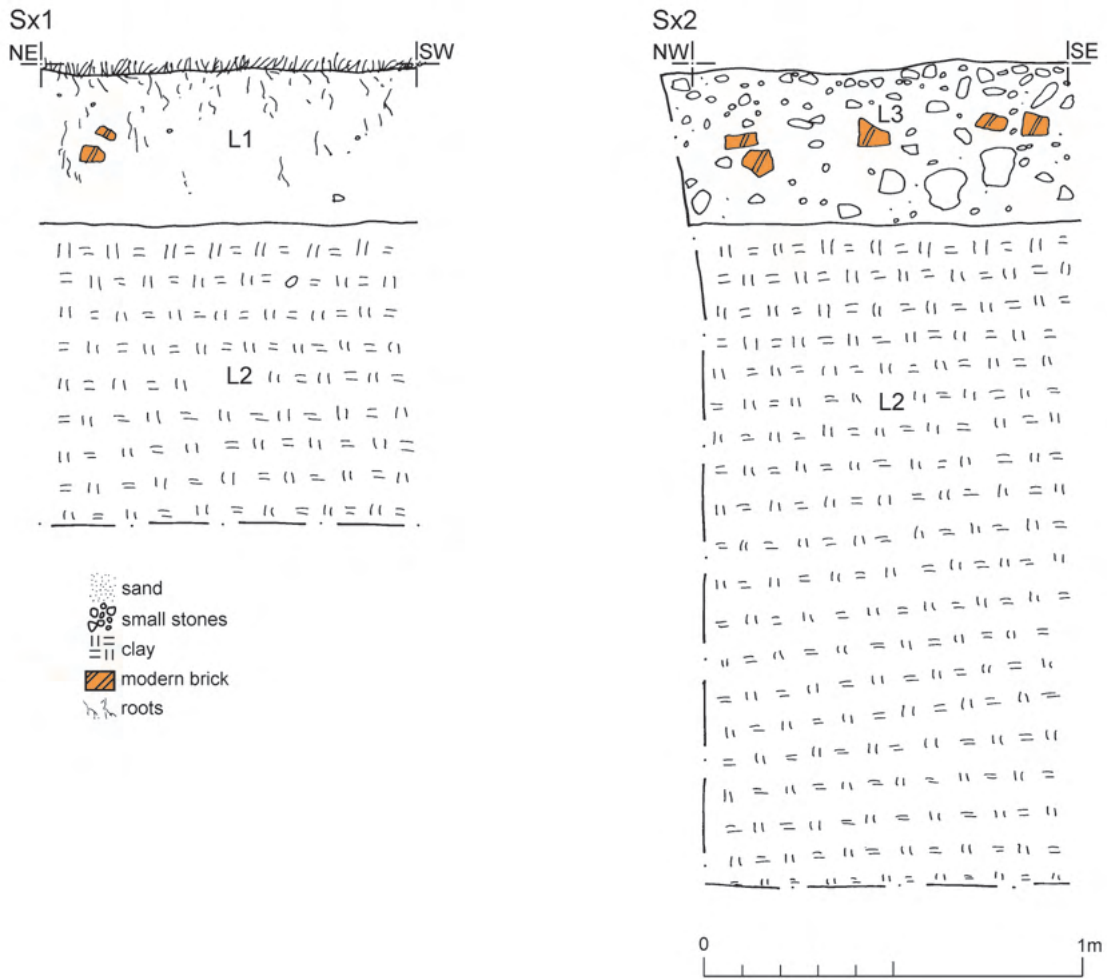 Sx1
NE SW
L1
L2
sand
small stones
clay
modern brick
roots
Sx2
NW SE
L3
L2
0 1m